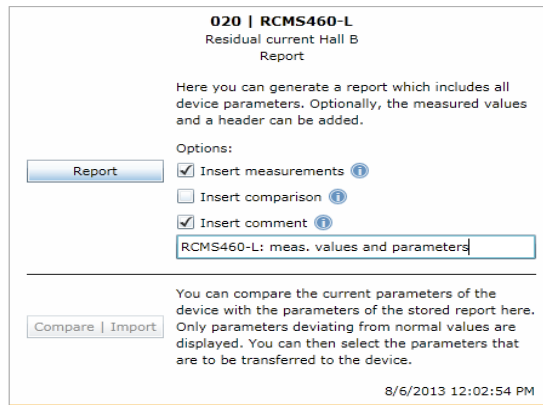 020 | RCMS460-L
Residual current Hall B
Report
Here you can generate a report which includes all
device parameters. Optionally, the measured values
and a header can be added.
Options:
Report
Insert measurements
Insert comparison
Insert comment
RCMS460-L: meas. values and parameters
You can compare the current parameters of the
device with the parameters of the stored report here.
Only parameters deviating from normal values are
displayed. You can then select the parameters that
are to be transferred to the device.
Compare | Import
8/6/2013 12:02:54 PM